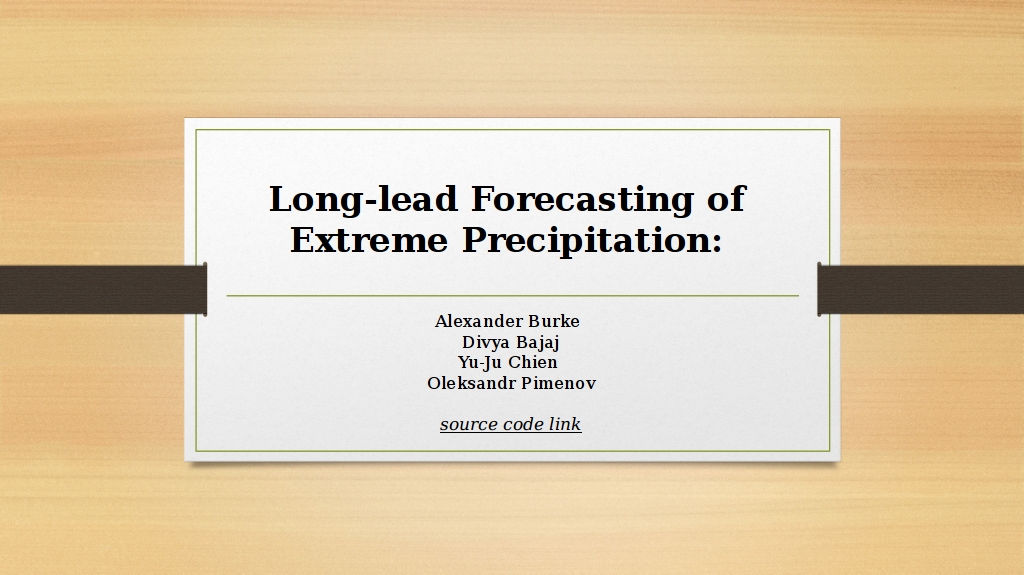 Long-lead Forecasting of
Extreme Precipitation:
Alexander Burke
Divya Bajaj
Yu-Ju Chien
Oleksandr Pimenov
source code link